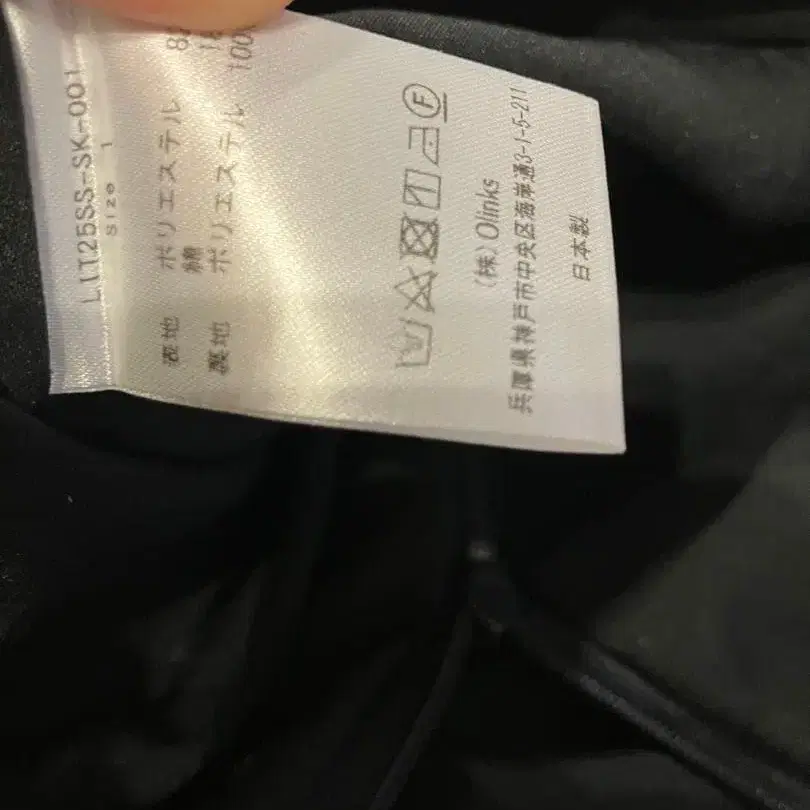 LIT25SS-SK-001
Size 1
表地 ポリエステル
綿
裏地 ポリエステル 100
F
(株) Olinks
兵庫県神戸市中央区海岸通3-1-5-211
日本製